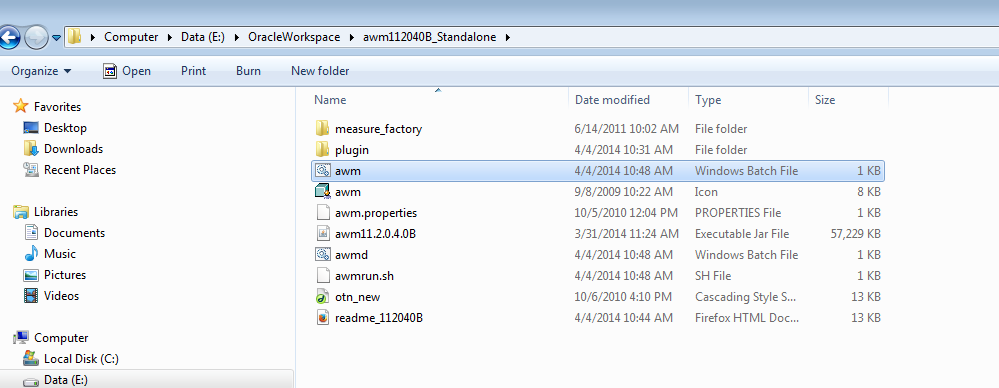 Computer Data (E:) OracleWorkspace awm112040B_Standalone
Organize Open Print Burn New folder
Favorites
Desktop
Downloads
Recent Places
Libraries
Documents
Music
Pictures
Videos
Computer
Local Disk (C:)
Data (E:)
Name Date modified Type Size
measure_factory 6/14/2011 10:02 AM File folder
plugin 4/4/2014 10:31 AM File folder
awm 4/4/2014 10:48 AM Windows Batch File 1 KB
awm 9/8/2009 10:22 AM Icon 8 KB
awm.properties 10/5/2010 12:04 PM PROPERTIES File 1 KB
awm11.2.0.4.0B 3/31/2014 11:24 AM Executable Jar File 57,229 KB
awmd 4/4/2014 10:48 AM Windows Batch File 1 KB
awmrun.sh 4/4/2014 10:48 AM SH File 1 KB
otn_new 10/6/2010 4:10 PM Cascading Style S... 13 KB
readme_112040B 4/4/2014 10:44 AM Firefox HTML Doc... 13 KB